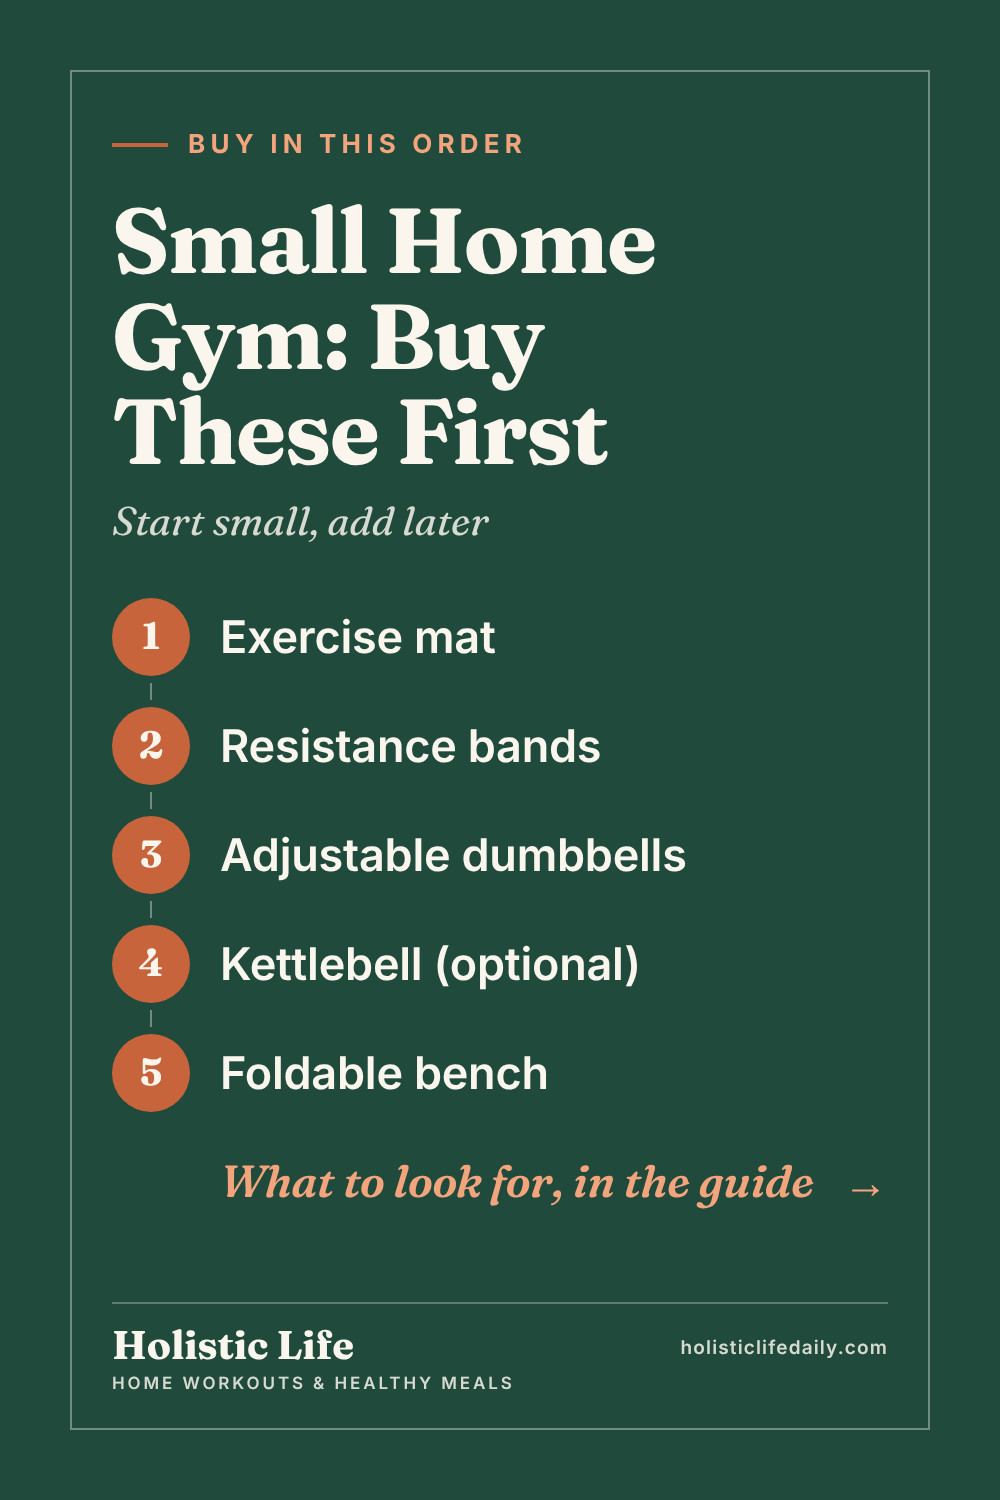 BUY IN THIS ORDER
Small Home
Gym: Buy
These First
Start small, add later
1 Exercise mat
2 Resistance bands
3 Adjustable dumbbells
4 Kettlebell (optional)
5 Foldable bench
What to look for, in the guide →
Holistic Life
holisticlifedaily.com
HOME WORKOUTS & HEALTHY MEALS